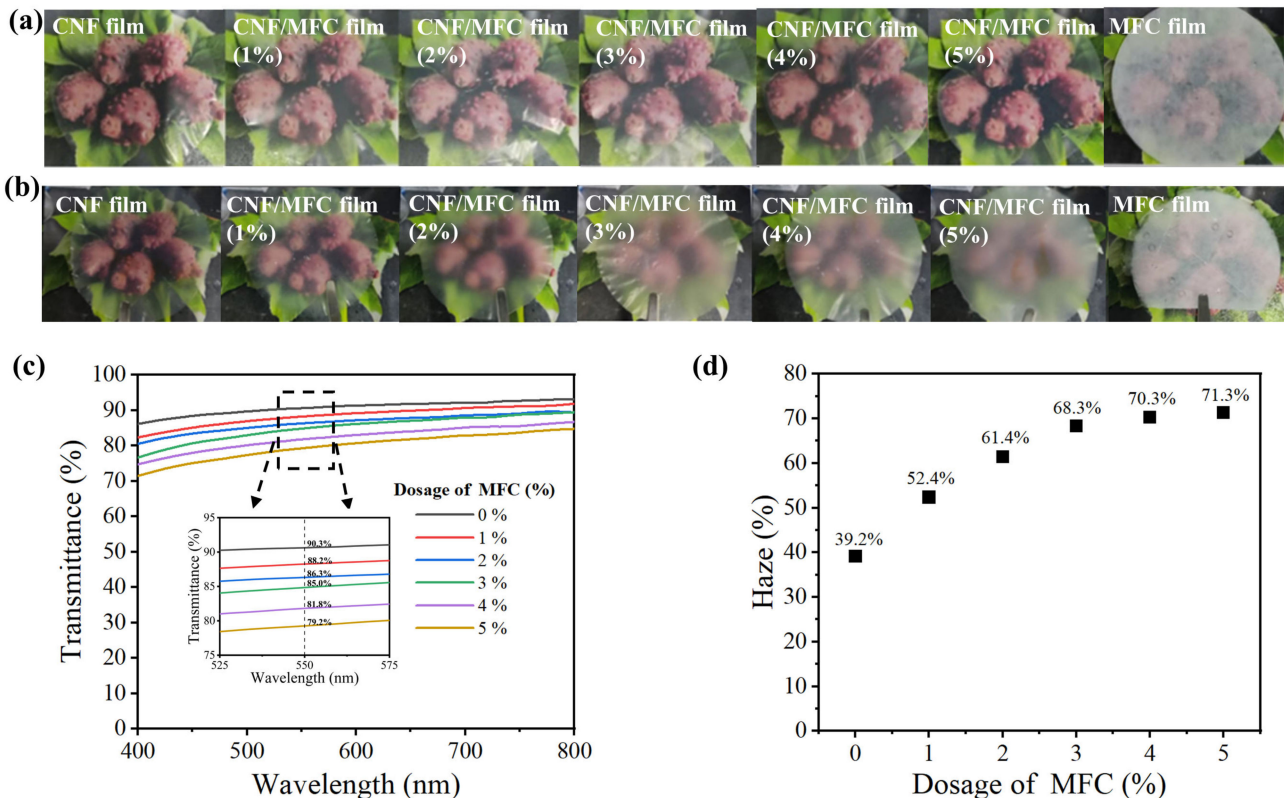 (a)
CNF film
CNF/MFC film
(1%)
CNF/MFC film
(2%)
CNF/MFC film
(3%)
CNF/MFC film
(4%)
CNF/MFC film
(5%)
MFC film
(b)
CNF film
CNF/MFC film
(1%)
CNF/MFC film
(2%)
CNF/MFC film
(3%)
CNF/MFC film
(4%)
CNF/MFC film
(5%)
MFC film
(c)
Transmittance (%)
100
90
80
70
60
50
40
30
20
10
0
400
500
600
700
800
Wavelength (nm)
Dosage of MFC (%)
0 %
1 %
2 %
3 %
4 %
5 %
Transmittance (%)
95
90
85
80
75
90.3%
88.2%
86.3%
85.0%
81.8%
79.2%
525
550
575
Wavelength (nm)
(d)
Haze (%)
80
70
60
50
40
30
20
10
0
39.2%
52.4%
61.4%
68.3%
70.3%
71.3%
0
1
2
3
4
5
Dosage of MFC (%)